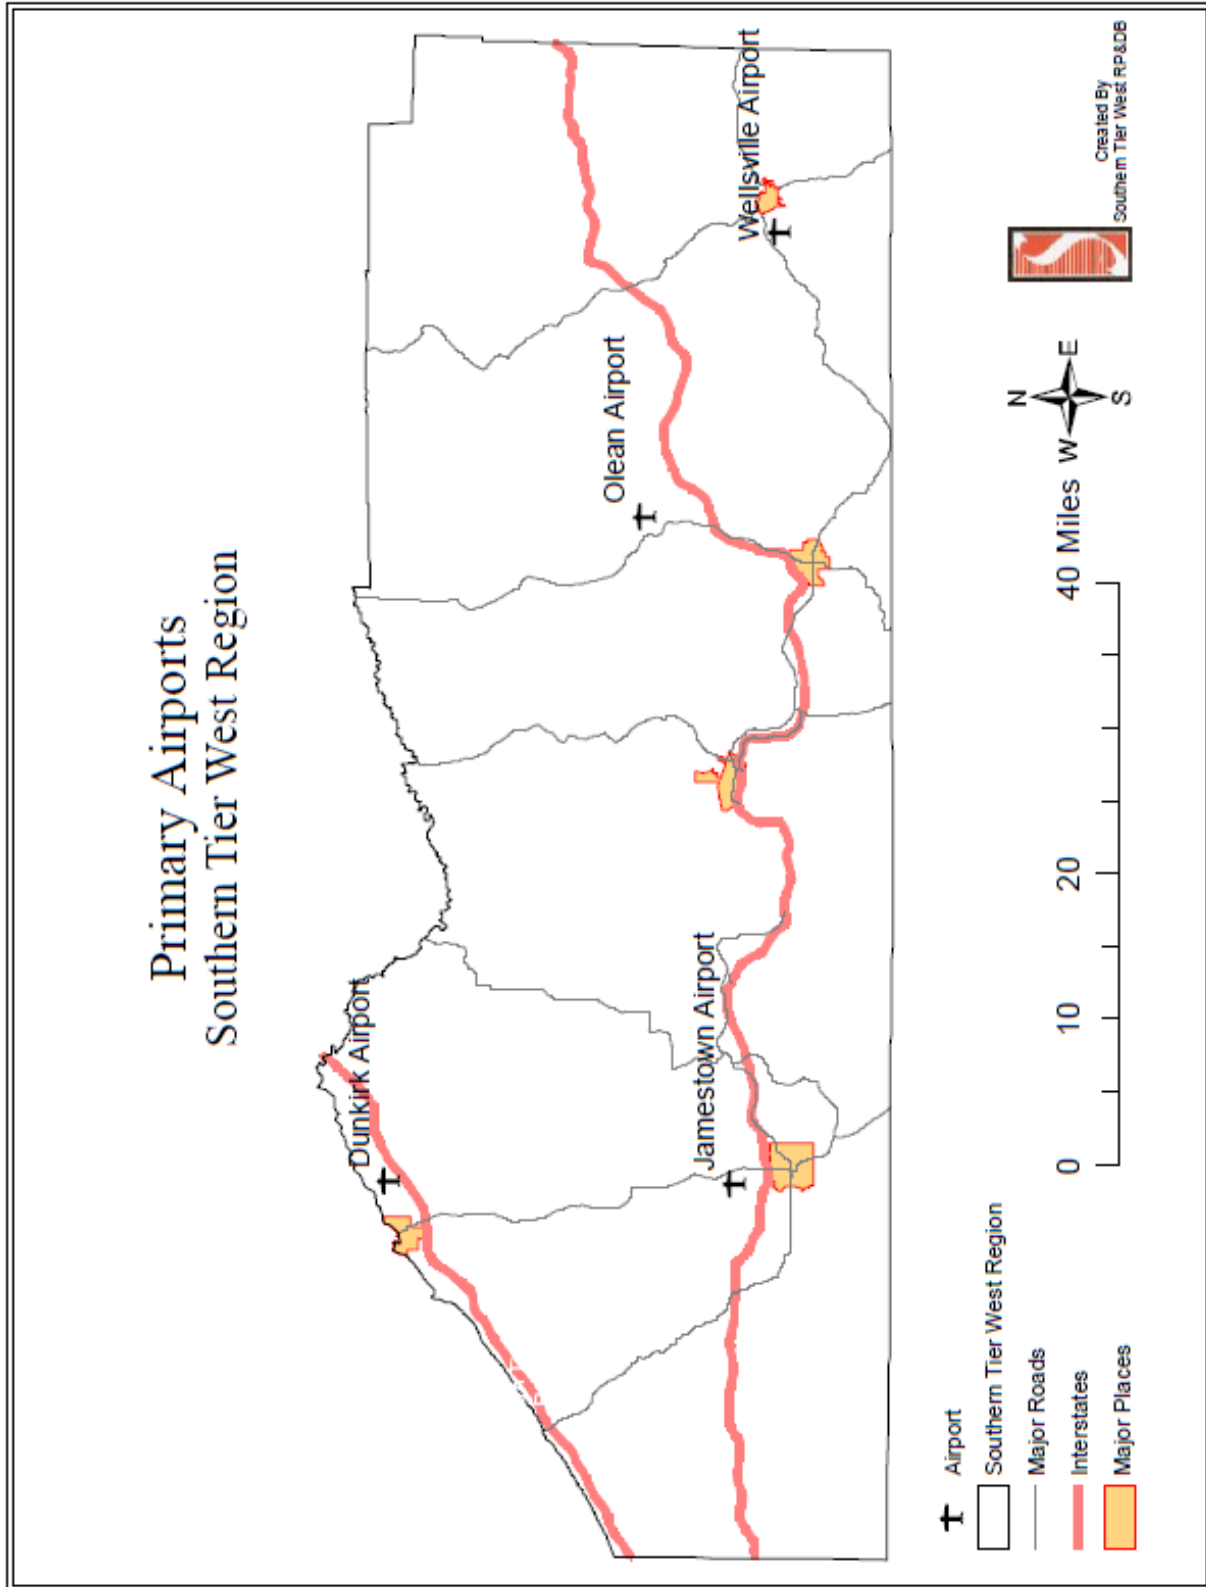 Primary Airports
Southern Tier West Region
Dunkirk Airport
Olean Airport
Wellsville Airport
Jamestown Airport
Airport
Southern Tier West Region
Major Roads
Interstates
Major Places
0
10
20
40 Miles
N
W
E
S
Created By
Southern Tier West RP&DB